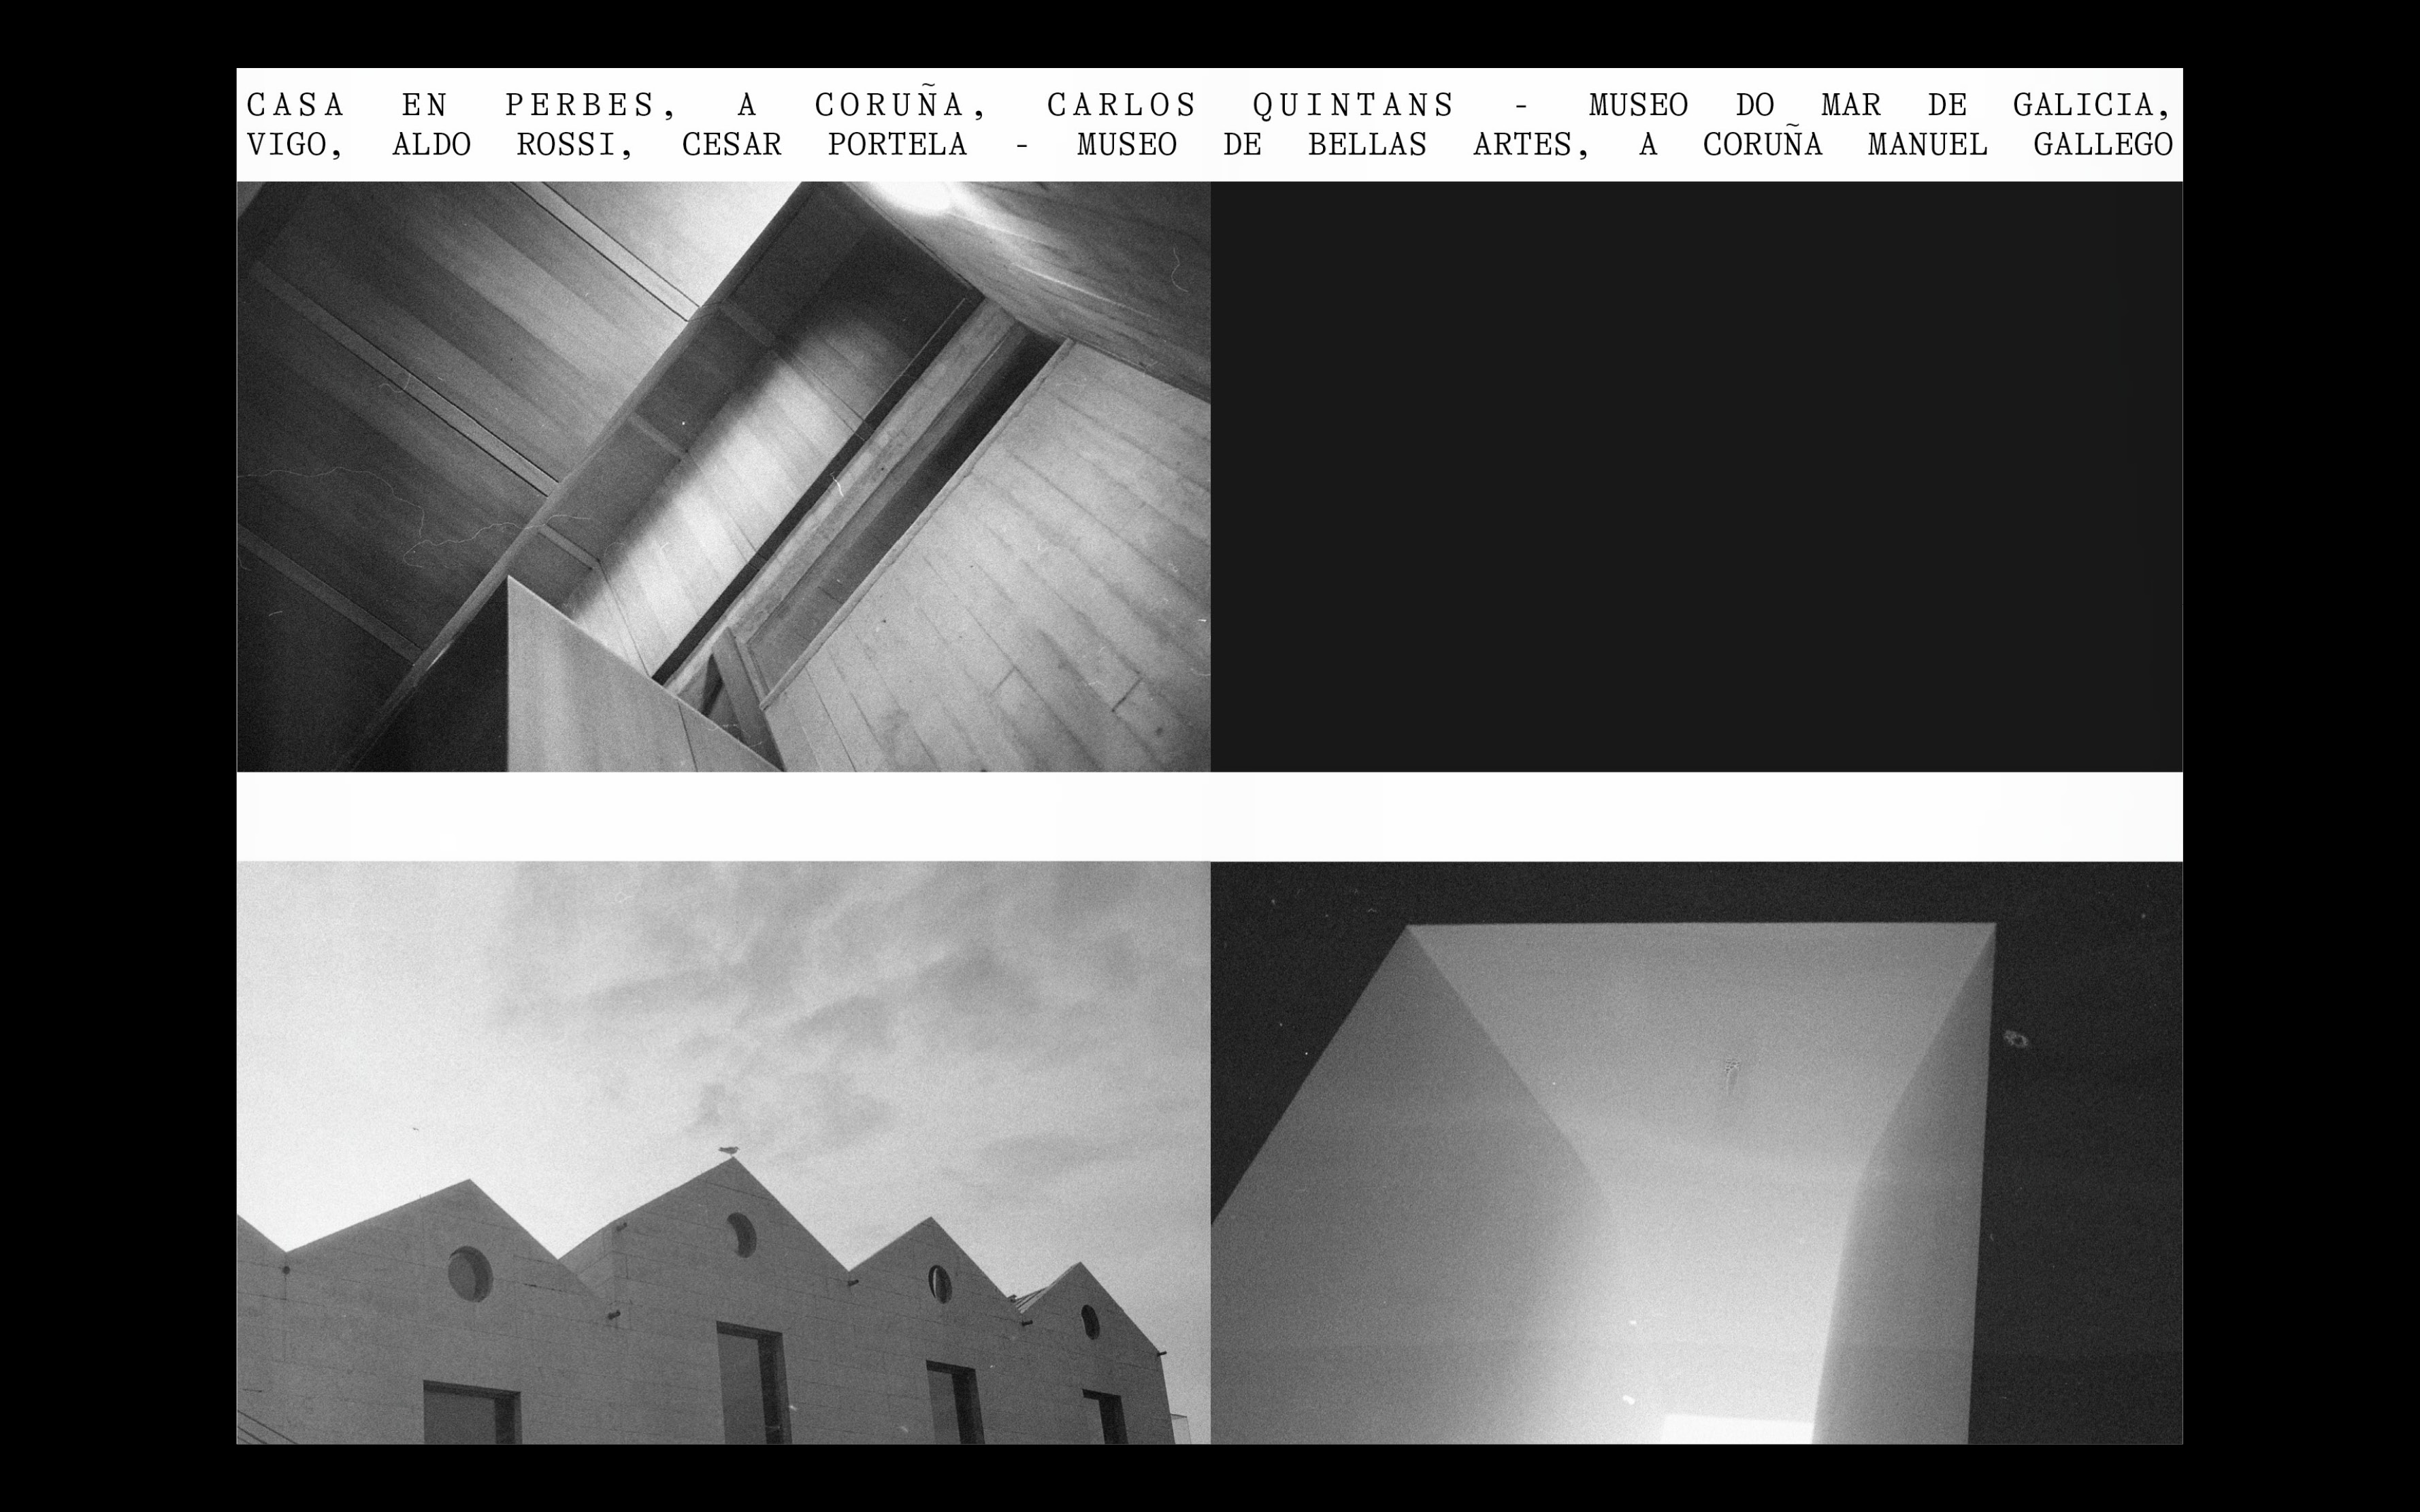 CASA EN PERBES, A CORUÑA, CARLOS QUINTANS - MUSEO DO MAR DE GALICIA,
VIGO, ALDO ROSSI, CESAR PORTELA - MUSEO DE BELLAS ARTES, A CORUÑA MANUEL GALLEGO